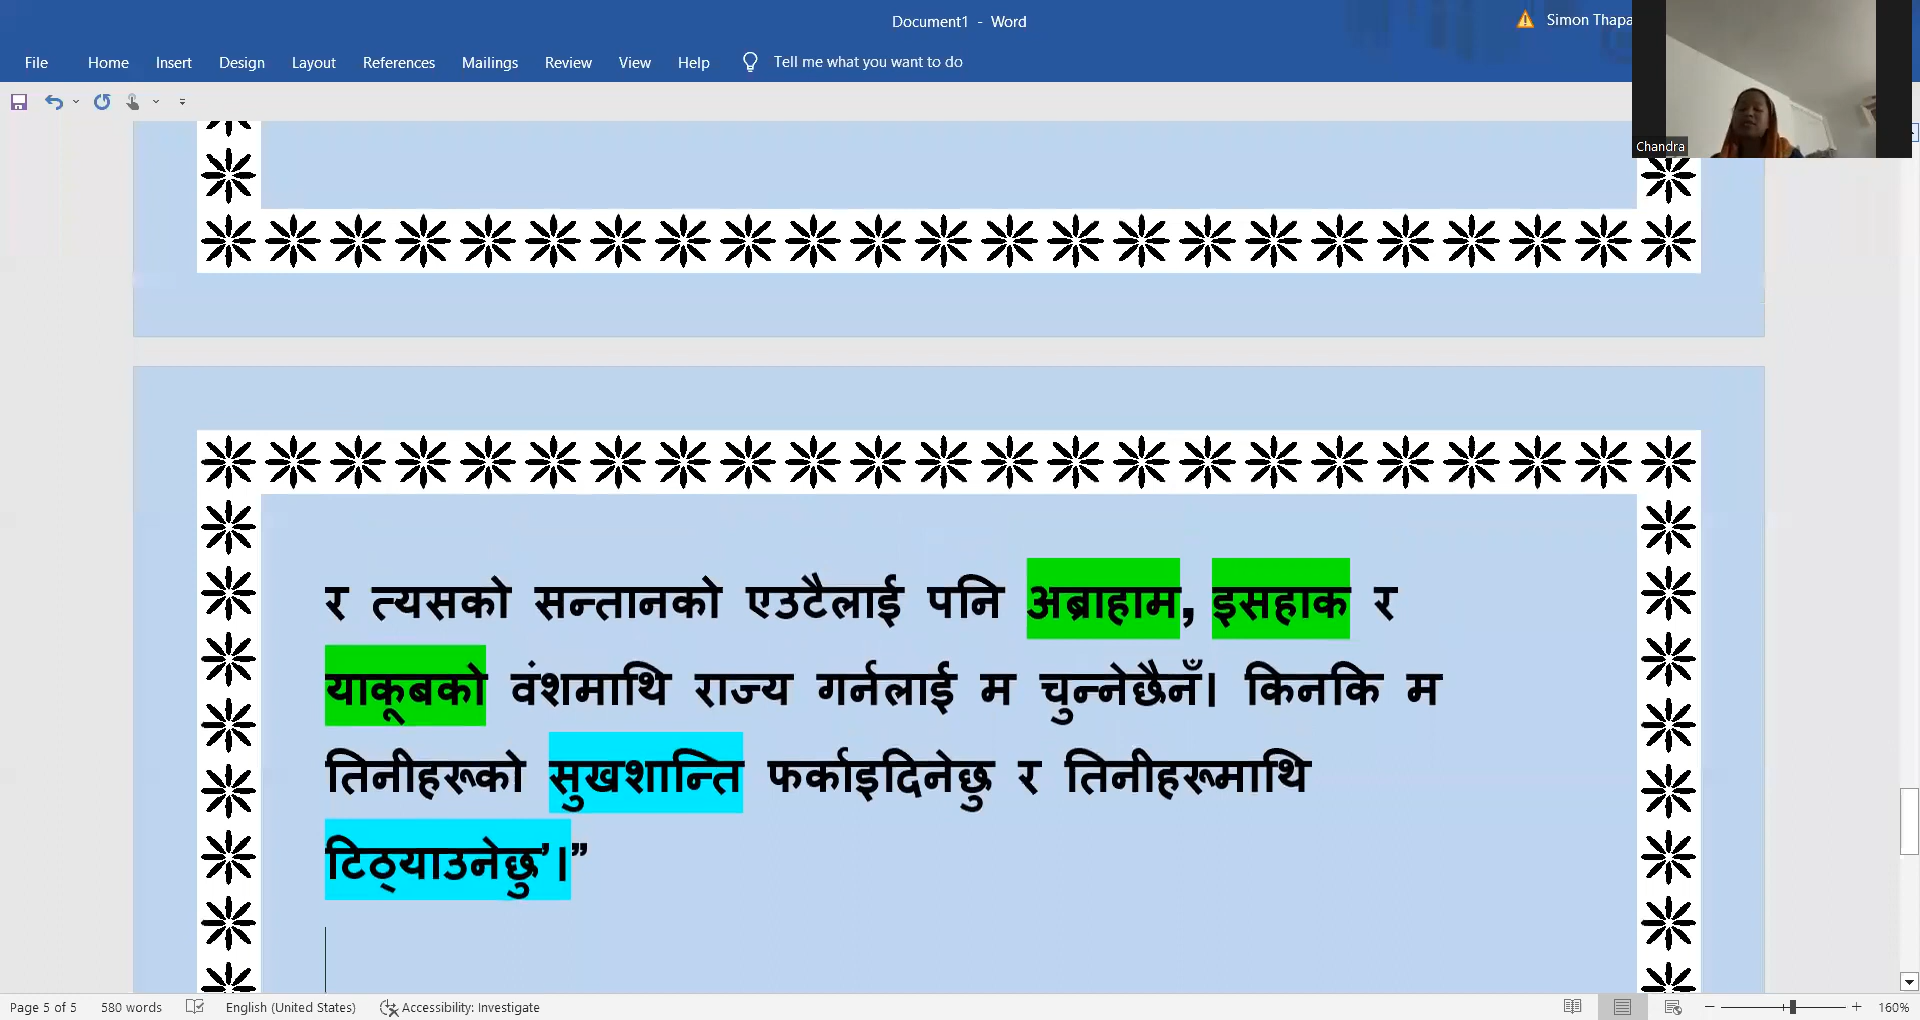 Document1 - Word
Simon Thapa
File Home Insert Design Layout References Mailings Review View Help Tell me what you want to do
Chandra
र त्यसको सन्तानको एउटैलाई पनि अब्राहाम, इसहाक र
याकूबको वंशमाथि राज्य गर्नलाई म चुन्नेछैनँ। किनकि म
तिनीहरूको सुखशान्ति फर्काइदिनेछु र तिनीहरूमाथि
टिठ्याउनेछु’।”
Page 5 of 5 580 words English (United States) Accessibility: Investigate 160%